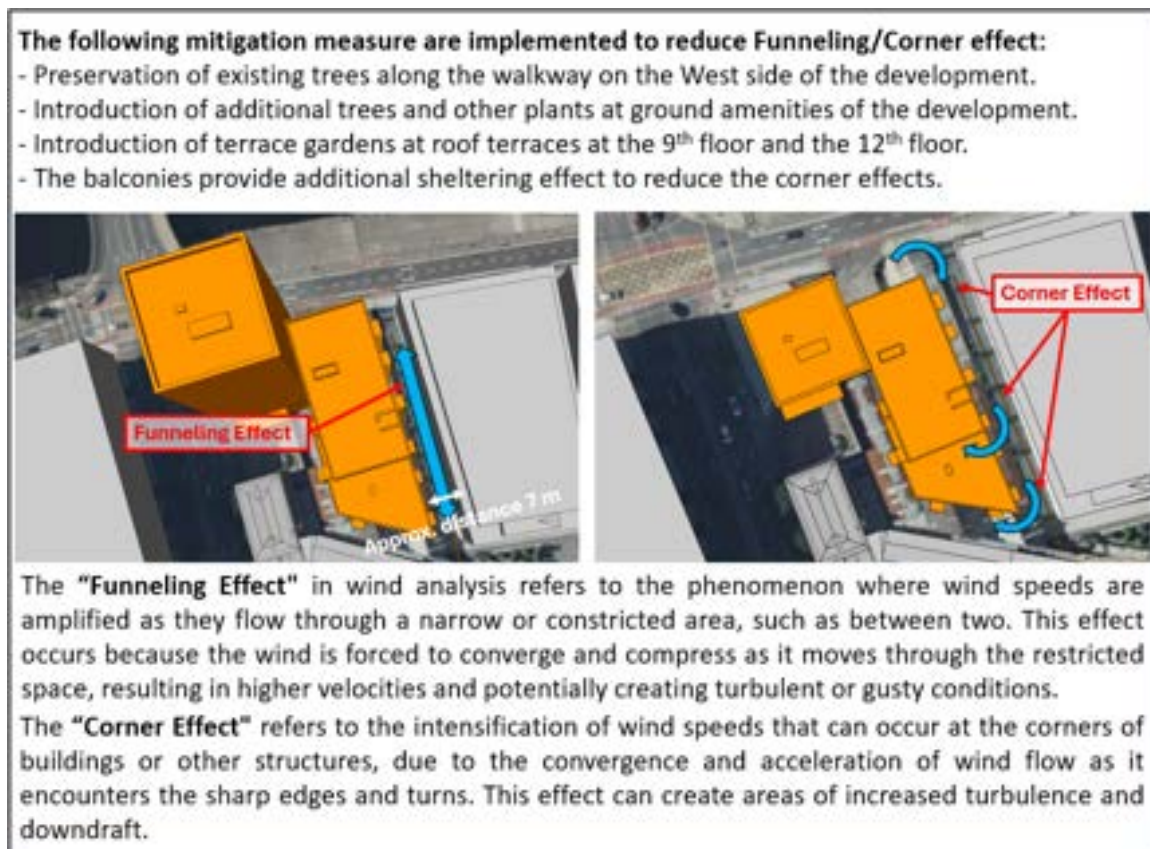 The following mitigation measure are implemented to reduce Funneling/Corner effect:
- Preservation of existing trees along the walkway on the West side of the development.
- Introduction of additional trees and other plants at ground amenities of the development.
- Introduction of terrace gardens at roof terraces at the 9th floor and the 12th floor.
- The balconies provide additional sheltering effect to reduce the corner effects.
Funneling Effect
Approx. distance 7 m
Corner Effect
The “Funneling Effect" in wind analysis refers to the phenomenon where wind speeds are
amplified as they flow through a narrow or constricted area, such as between two. This effect
occurs because the wind is forced to converge and compress as it moves through the restricted
space, resulting in higher velocities and potentially creating turbulent or gusty conditions.
The “Corner Effect" refers to the intensification of wind speeds that can occur at the corners of
buildings or other structures, due to the convergence and acceleration of wind flow as it
encounters the sharp edges and turns. This effect can create areas of increased turbulence and
downdraft.